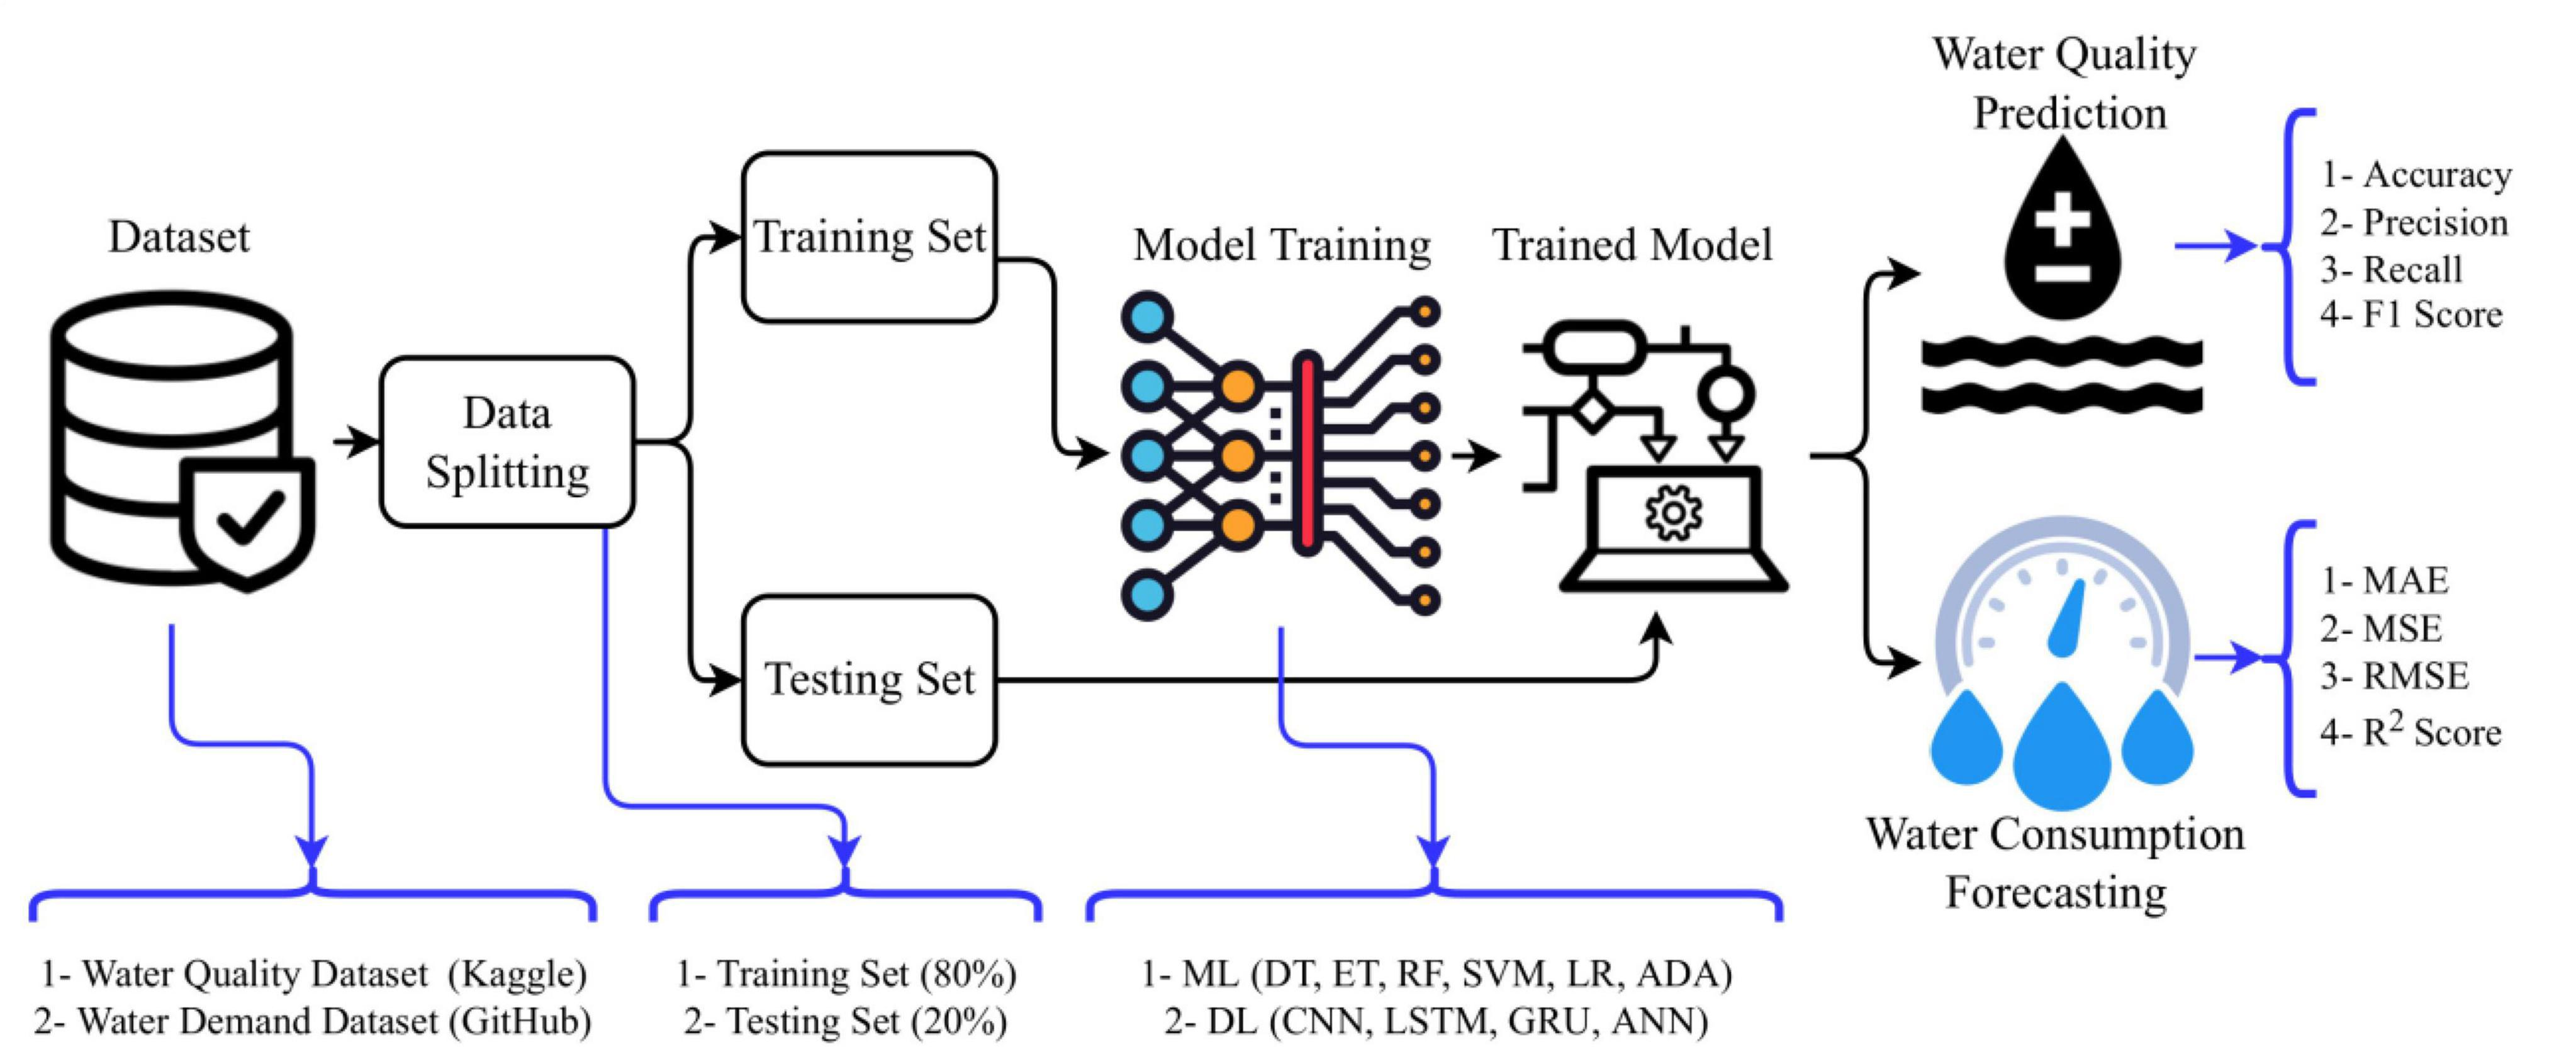 Dataset
Data
Splitting
Training Set
Testing Set
Model Training
Trained Model
Water Quality
Prediction
1- Accuracy
2- Precision
3- Recall
4- F1 Score
1- MAE
2- MSE
3- RMSE
4- R² Score
Water Consumption
Forecasting
1- Water Quality Dataset (Kaggle)
2- Water Demand Dataset (GitHub)
1- Training Set (80%)
2- Testing Set (20%)
1- ML (DT, ET, RF, SVM, LR, ADA)
2- DL (CNN, LSTM, GRU, ANN)